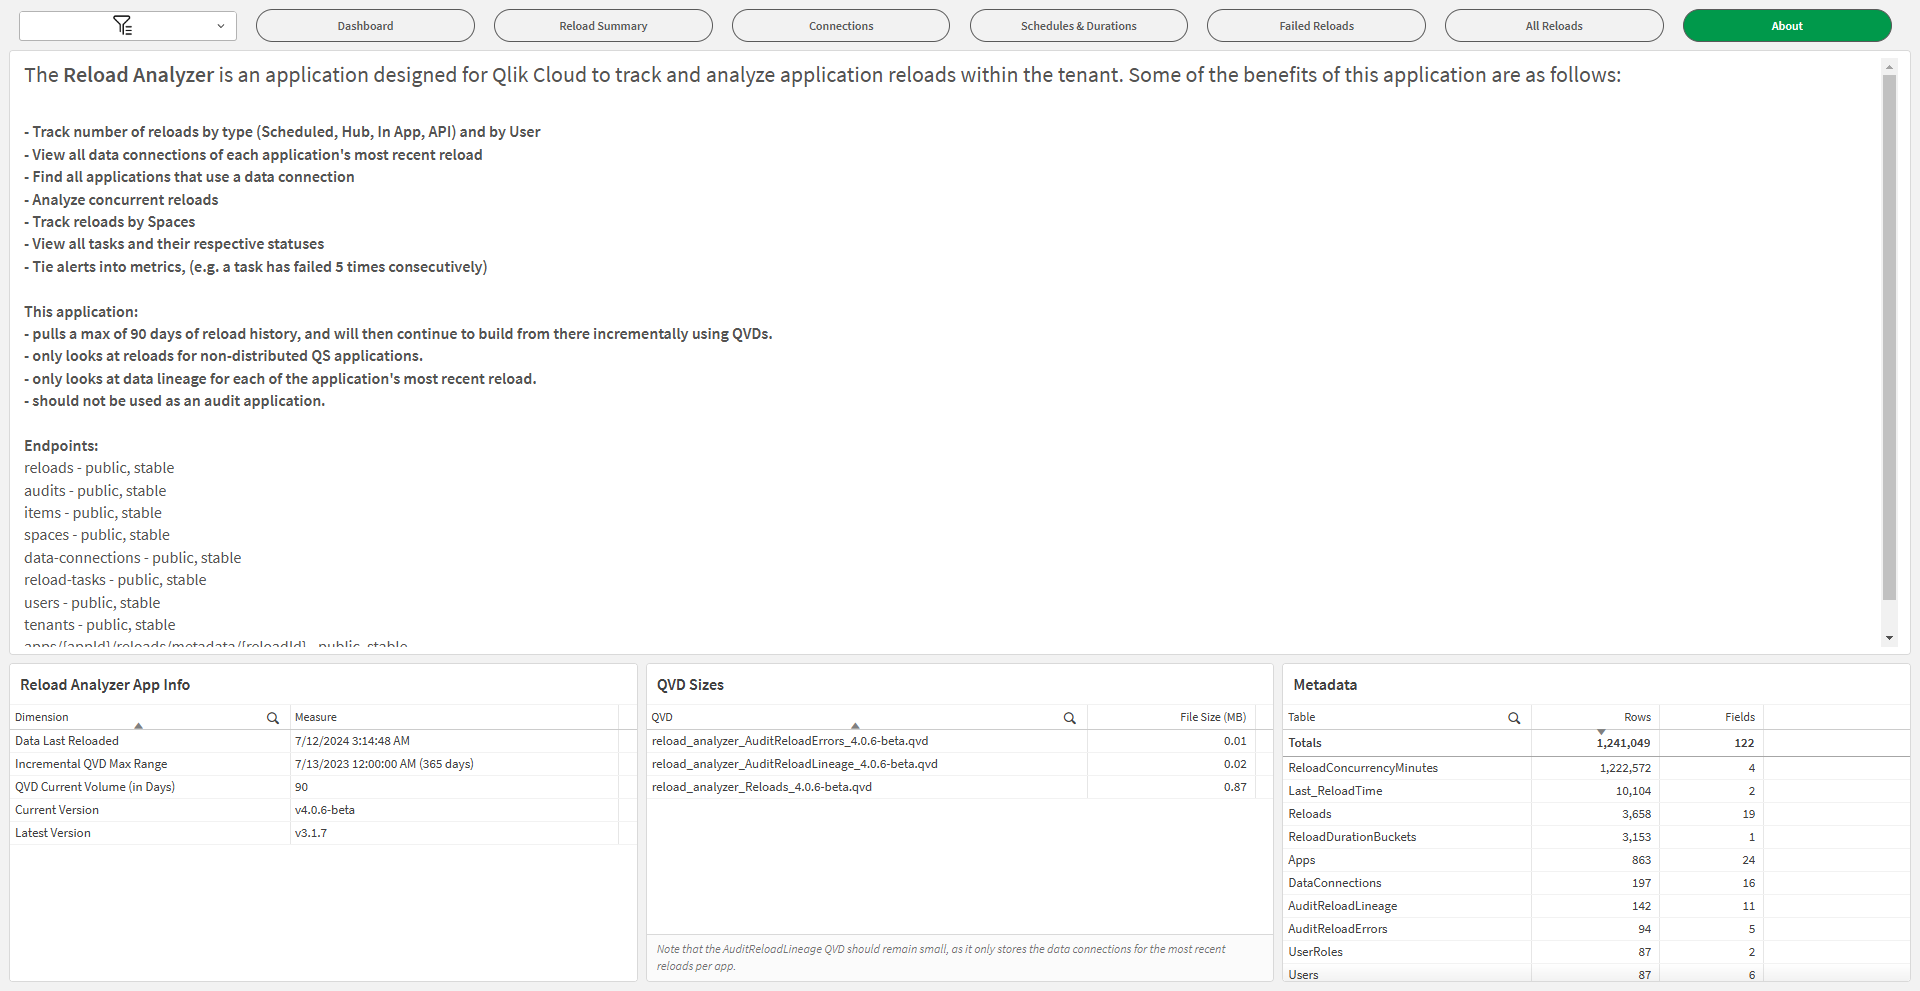 Dashboard
Reload Summary
Connections
Schedules & Durations
Failed Reloads
All Reloads
About
The Reload Analyzer is an application designed for Qlik Cloud to track and analyze application reloads within the tenant. Some of the benefits of this application are as follows:
- Track number of reloads by type (Scheduled, Hub, In App, API) and by User
- View all data connections of each application's most recent reload
- Find all applications that use a data connection
- Analyze concurrent reloads
- Track reloads by Spaces
- View all tasks and their respective statuses
- Tie alerts into metrics, (e.g. a task has failed 5 times consecutively)
This application:
- pulls a max of 90 days of reload history, and will then continue to build from there incrementally using QVDs.
- only looks at reloads for non-distributed QS applications.
- only looks at data lineage for each of the application's most recent reload.
- should not be used as an audit application.
Endpoints:
reloads - public, stable
audits - public, stable
items - public, stable
spaces - public, stable
data-connections - public, stable
reload-tasks - public, stable
users - public, stable
tenants - public, stable
apps/{appId}/reloads/metadata/{reloadId} - public, stable
Reload Analyzer App Info
Dimension Measure
Data Last Reloaded 7/12/2024 3:14:48 AM
Incremental QVD Max Range 7/13/2023 12:00:00 AM (365 days)
QVD Current Volume (in Days) 90
Current Version v4.0.6-beta
Latest Version v3.1.7
QVD Sizes
QVD File Size (MB)
reload_analyzer_AuditReloadErrors_4.0.6-beta.qvd 0.01
reload_analyzer_AuditReloadLineage_4.0.6-beta.qvd 0.02
reload_analyzer_Reloads_4.0.6-beta.qvd 0.87
Note that the AuditReloadLineage QVD should remain small, as it only stores the data connections for the most recent
reloads per app.
Metadata
Table Rows Fields
Totals 1,241,049 122
ReloadConcurrencyMinutes 1,222,572 4
Last_ReloadTime 10,104 2
Reloads 3,658 19
ReloadDurationBuckets 3,153 1
Apps 863 24
DataConnections 197 16
AuditReloadLineage 142 11
AuditReloadErrors 94 5
UserRoles 87 2
Users 87 6